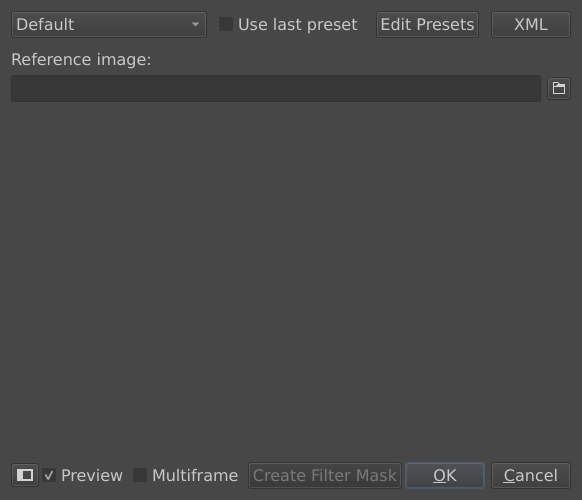 Default Use last preset Edit Presets XML
Reference image:
Preview Multiframe Create Filter Mask OK Cancel